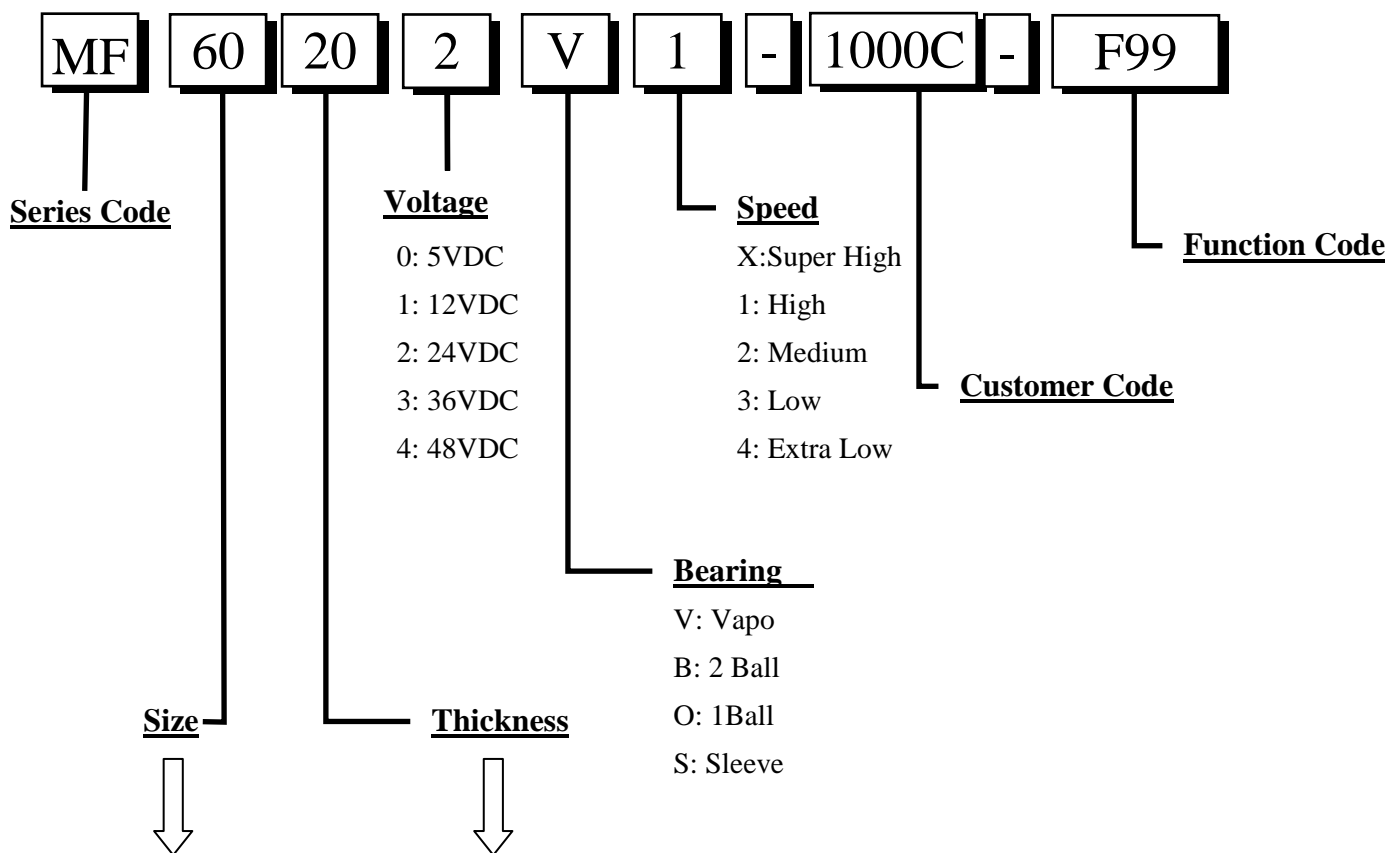 MF 60 20 2 V 1 - 1000C - F99
Series Code
Voltage
0: 5VDC
1: 12VDC
2: 24VDC
3: 36VDC
4: 48VDC
Speed
X:Super High
1: High
2: Medium
3: Low
4: Extra Low
Function Code
Customer Code
Bearing
V: Vapo
B: 2 Ball
O: 1Ball
S: Sleeve
Size
Thickness